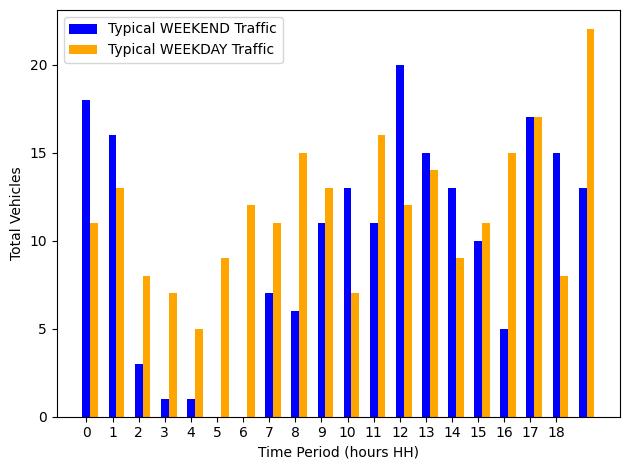 Typical WEEKEND Traffic
Typical WEEKDAY Traffic
Total Vehicles
20
15
10
5
0
0 1 2 3 4 5 6 7 8 9 10 11 12 13 14 15 16 17 18
Time Period (hours HH)